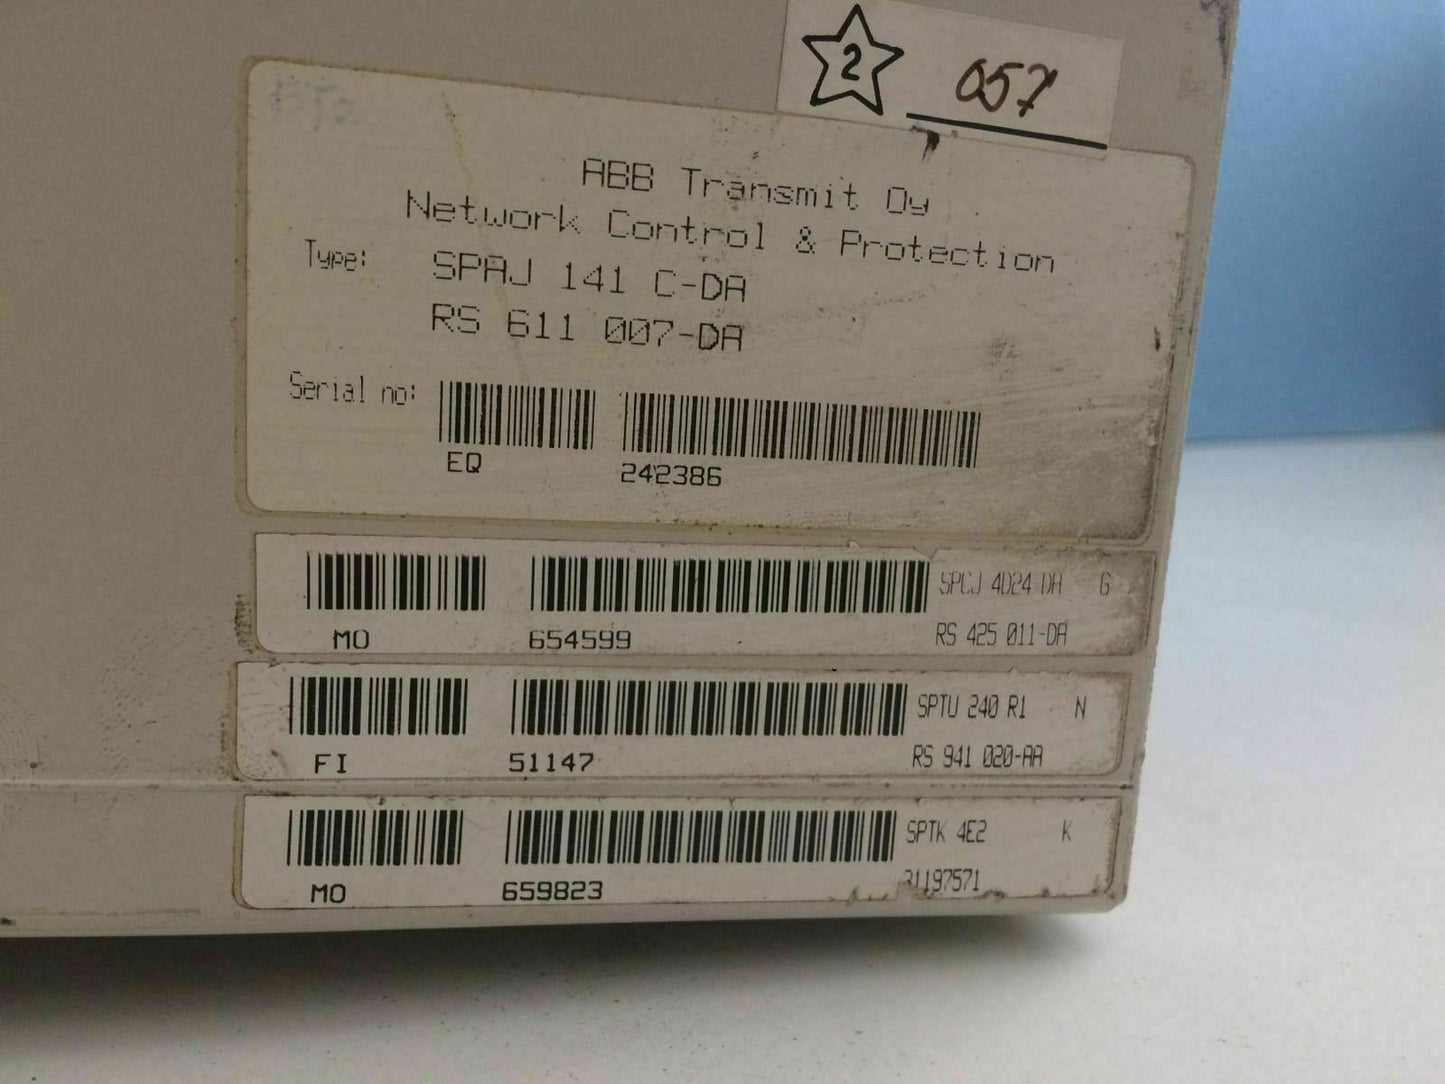 2 057
ABB Transmit Oy
Network Control & Protection
Type: SPAJ 141 C-DA
RS 611 007-DA
Serial no:
EQ 242386
SPCJ 4D24-DA G
MO 654599 RS 425 011-DA
SPTU 240 R1 N
FI 51147 RS 941 020-AA
SPTK 4E2 K
MO 659823